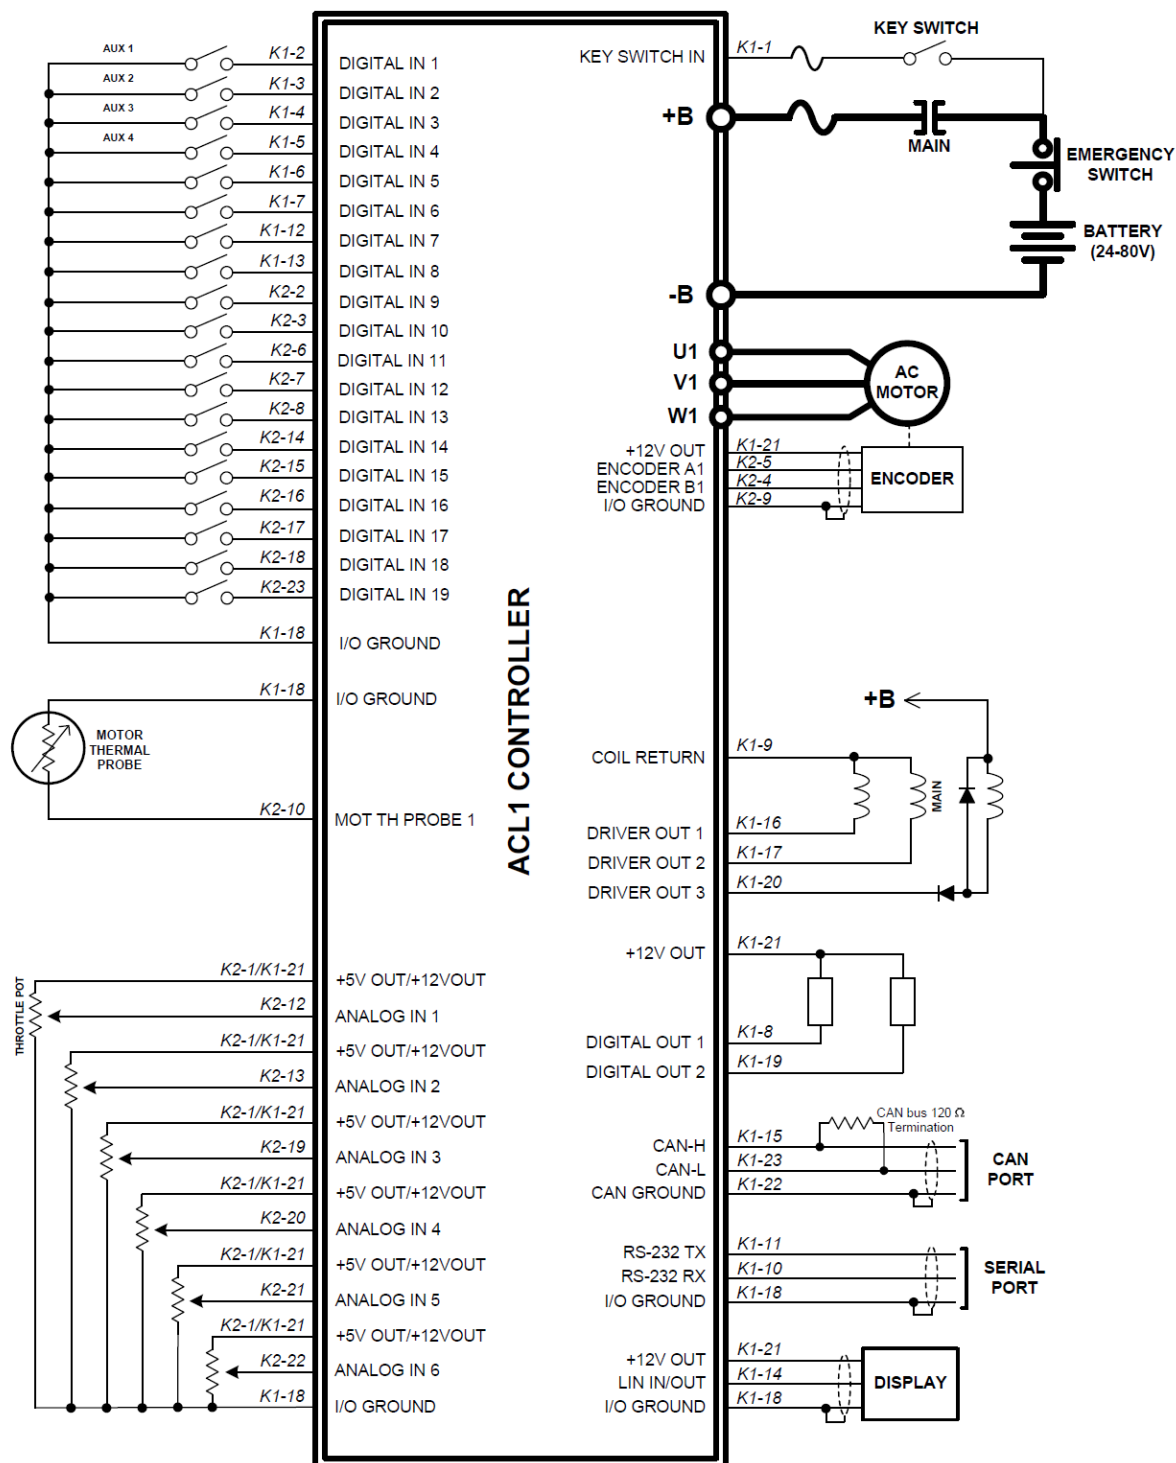 AUX 1
K1-2
DIGITAL IN 1
AUX 2
K1-3
DIGITAL IN 2
AUX 3
K1-4
DIGITAL IN 3
AUX 4
K1-5
DIGITAL IN 4
K1-6
DIGITAL IN 5
K1-7
DIGITAL IN 6
K1-12
DIGITAL IN 7
K1-13
DIGITAL IN 8
K2-2
DIGITAL IN 9
K2-3
DIGITAL IN 10
K2-6
DIGITAL IN 11
K2-7
DIGITAL IN 12
K2-8
DIGITAL IN 13
K2-14
DIGITAL IN 14
K2-15
DIGITAL IN 15
K2-16
DIGITAL IN 16
K2-17
DIGITAL IN 17
K2-18
DIGITAL IN 18
K2-23
DIGITAL IN 19
K1-18
I/O GROUND
K1-18
I/O GROUND
MOTOR
THERMAL
PROBE
K2-10
MOT TH PROBE 1
THROTTLE POT
K2-1/K1-21
+5V OUT/+12VOUT
K2-12
ANALOG IN 1
K2-1/K1-21
+5V OUT/+12VOUT
K2-13
ANALOG IN 2
K2-1/K1-21
+5V OUT/+12VOUT
K2-19
ANALOG IN 3
K2-1/K1-21
+5V OUT/+12VOUT
K2-20
ANALOG IN 4
K2-1/K1-21
+5V OUT/+12VOUT
K2-21
ANALOG IN 5
K2-1/K1-21
+5V OUT/+12VOUT
K2-22
ANALOG IN 6
K1-18
I/O GROUND
ACL1 CONTROLLER
KEY SWITCH IN
K1-1
KEY SWITCH
+B
MAIN
EMERGENCY
SWITCH
BATTERY
(24-80V)
-B
U1
V1
W1
AC
MOTOR
+12V OUT
K1-21
ENCODER A1
K2-5
ENCODER B1
K2-4
I/O GROUND
K2-9
ENCODER
+B
COIL RETURN
K1-9
MAIN
DRIVER OUT 1
K1-16
DRIVER OUT 2
K1-17
DRIVER OUT 3
K1-20
+12V OUT
K1-21
DIGITAL OUT 1
K1-8
DIGITAL OUT 2
K1-19
CAN bus 120 Ω
Termination
CAN-H
K1-15
CAN-L
K1-23
CAN GROUND
K1-22
CAN
PORT
RS-232 TX
K1-11
RS-232 RX
K1-10
I/O GROUND
K1-18
SERIAL
PORT
+12V OUT
K1-21
LIN IN/OUT
K1-14
I/O GROUND
K1-18
DISPLAY